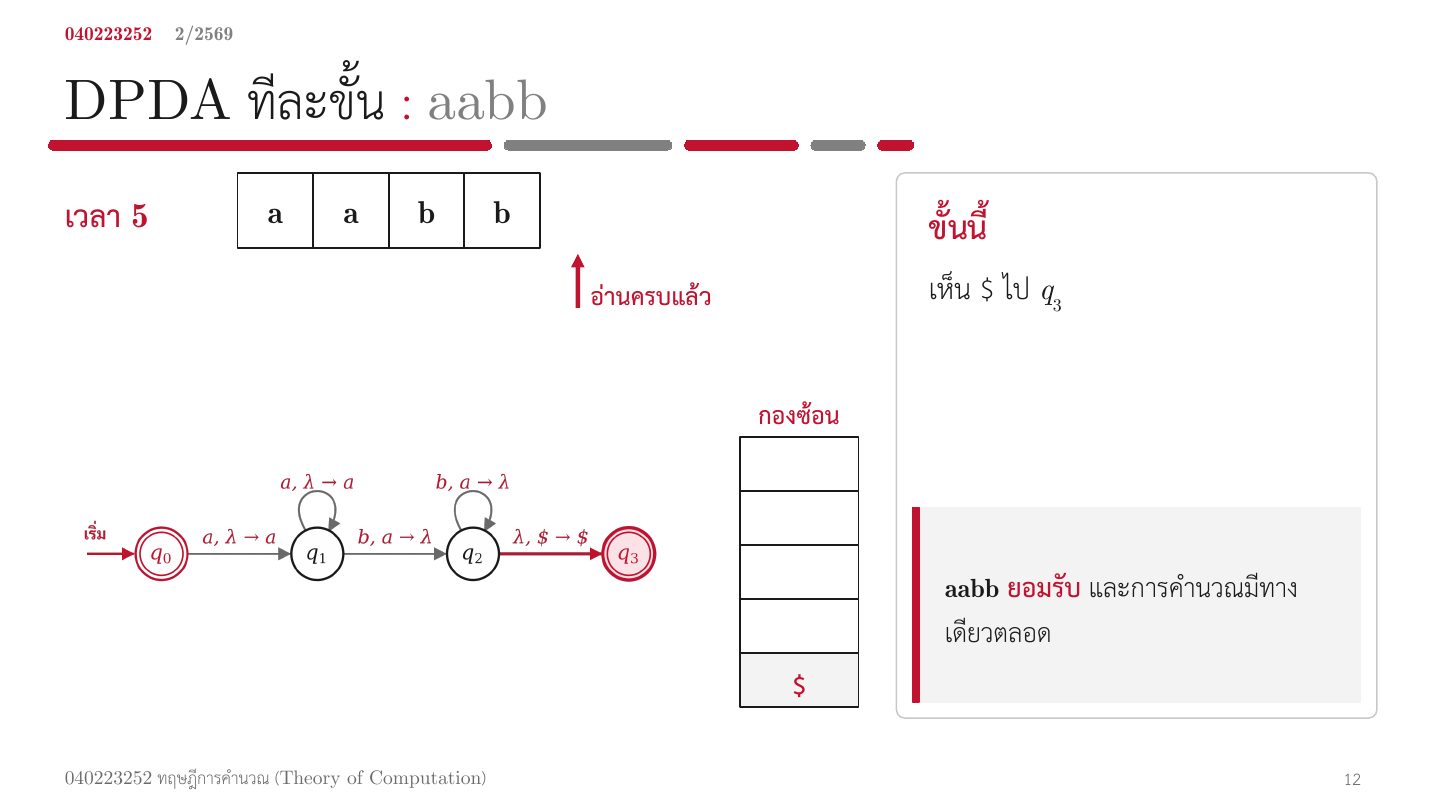 040223252 2/2569
DPDA ทีละขั้น : aabb
เวลา 5
a a b b
อ่านครบแล้ว
ขั้นนี้
เห็น $ ไป q3
กองซ้อน
$
a, λ → a
b, a → λ
เริ่ม
a, λ → a
b, a → λ
λ, $ → $
q0
q1
q2
q3
aabb ยอมรับ และการคำนวณมีทาง
เดียวตลอด
040223252 ทฤษฎีการคำนวณ (Theory of Computation)
12